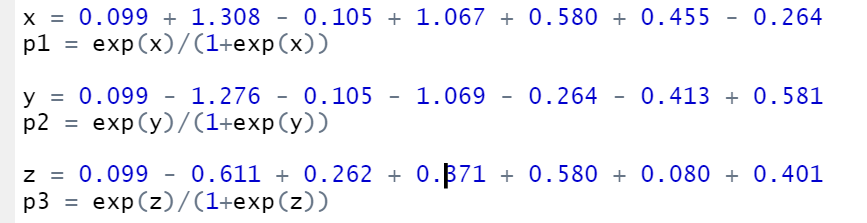 x = 0.099 + 1.308 - 0.105 + 1.067 + 0.580 + 0.455 - 0.264
p1 = exp(x)/(1+exp(x))
y = 0.099 - 1.276 - 0.105 - 1.069 - 0.264 - 0.413 + 0.581
p2 = exp(y)/(1+exp(y))
z = 0.099 - 0.611 + 0.262 + 0.371 + 0.580 + 0.080 + 0.401
p3 = exp(z)/(1+exp(z))